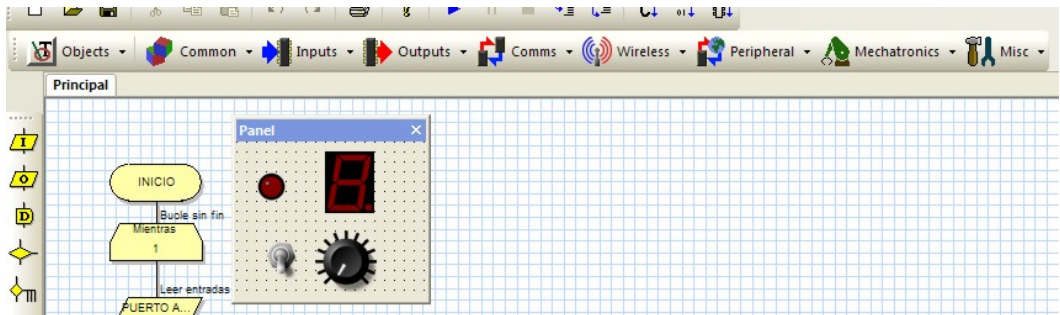 Objects Common Inputs Outputs Comms Wireless Peripheral Mechatronics Misc
Principal
Panel
I
O
D
INICIO
Bucle sin fin
Mientras
1
Leer entradas
PUERTO A...